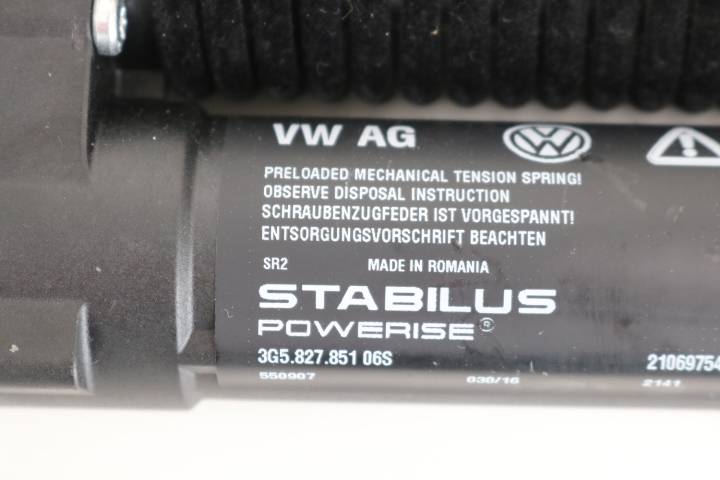 VW AG
PRELOADED MECHANICAL TENSION SPRING!
OBSERVE DISPOSAL INSTRUCTION
SCHRAUBENZUGFEDER IST VORGESPANNT!
ENTSORGUNGSVORSCHRIFT BEACHTEN
SR2 MADE IN ROMANIA
STABILUS
POWERISE®
3G5.827.851 06S 21069754
550907 030/16 2141